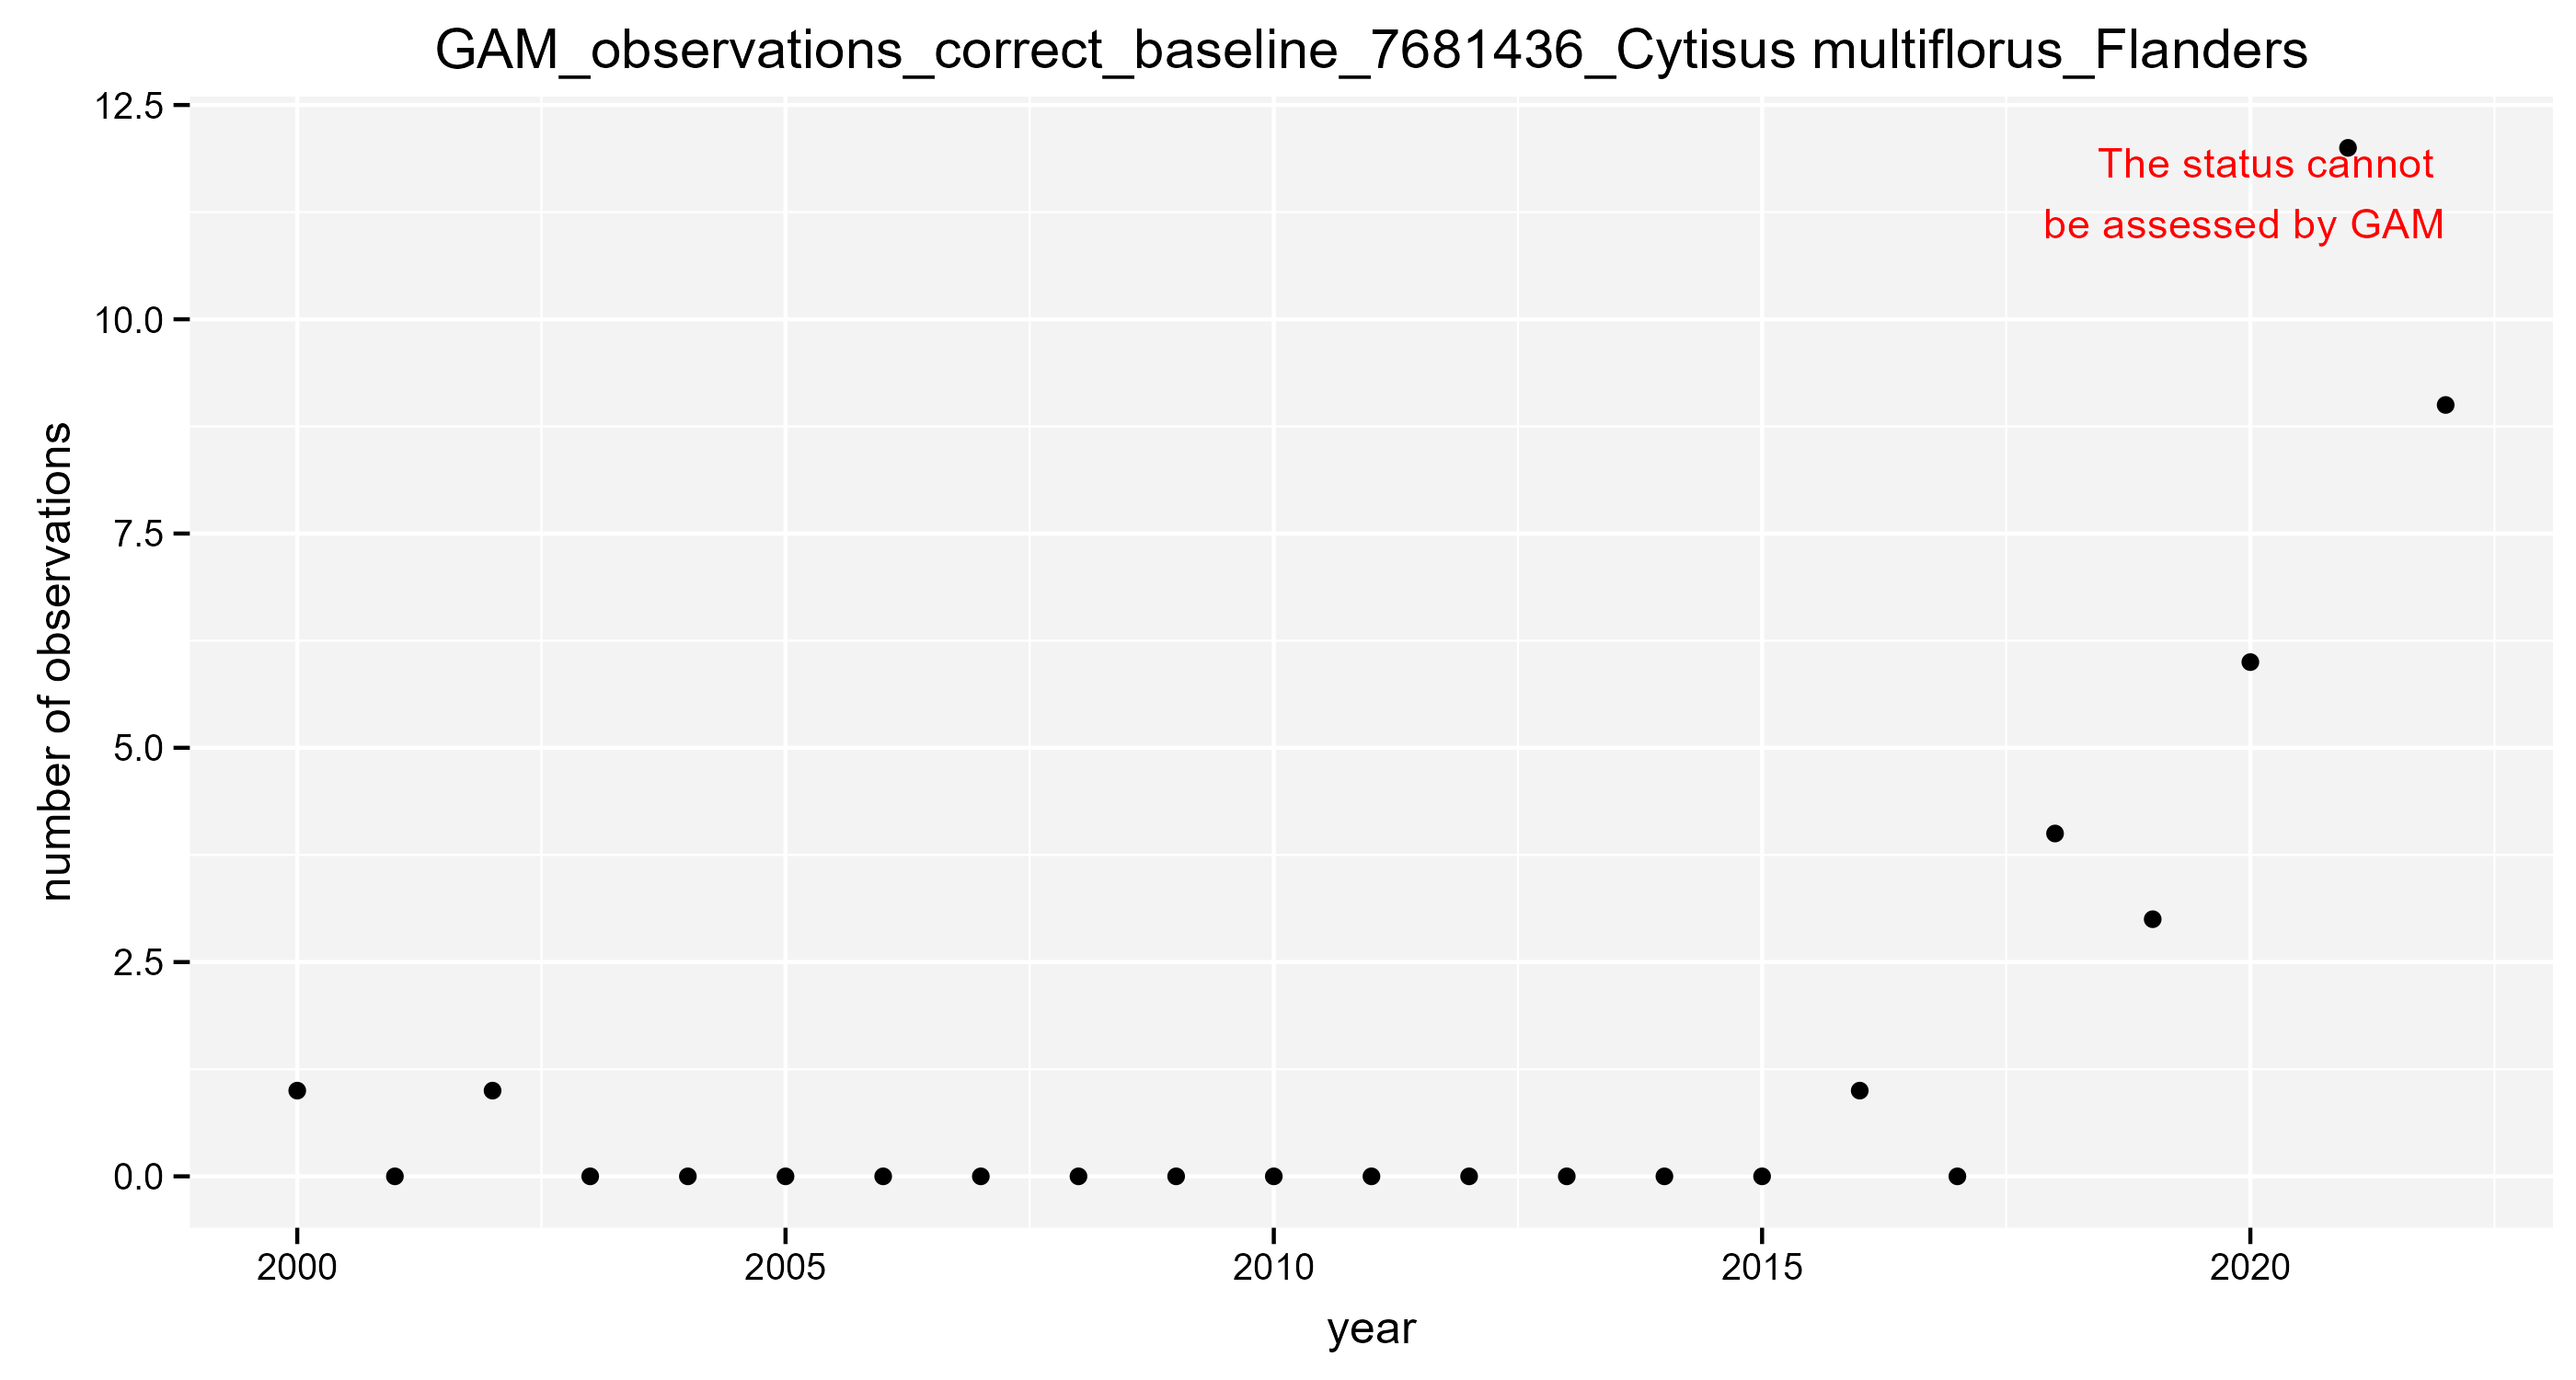 GAM_observations_correct_baseline_7681436_Cytisus multiflorus_Flanders
12.5
The status cannot
be assessed by GAM
10.0
7.5
number of observations
5.0
2.5
0.0
2000 2005 2010 2015 2020
year